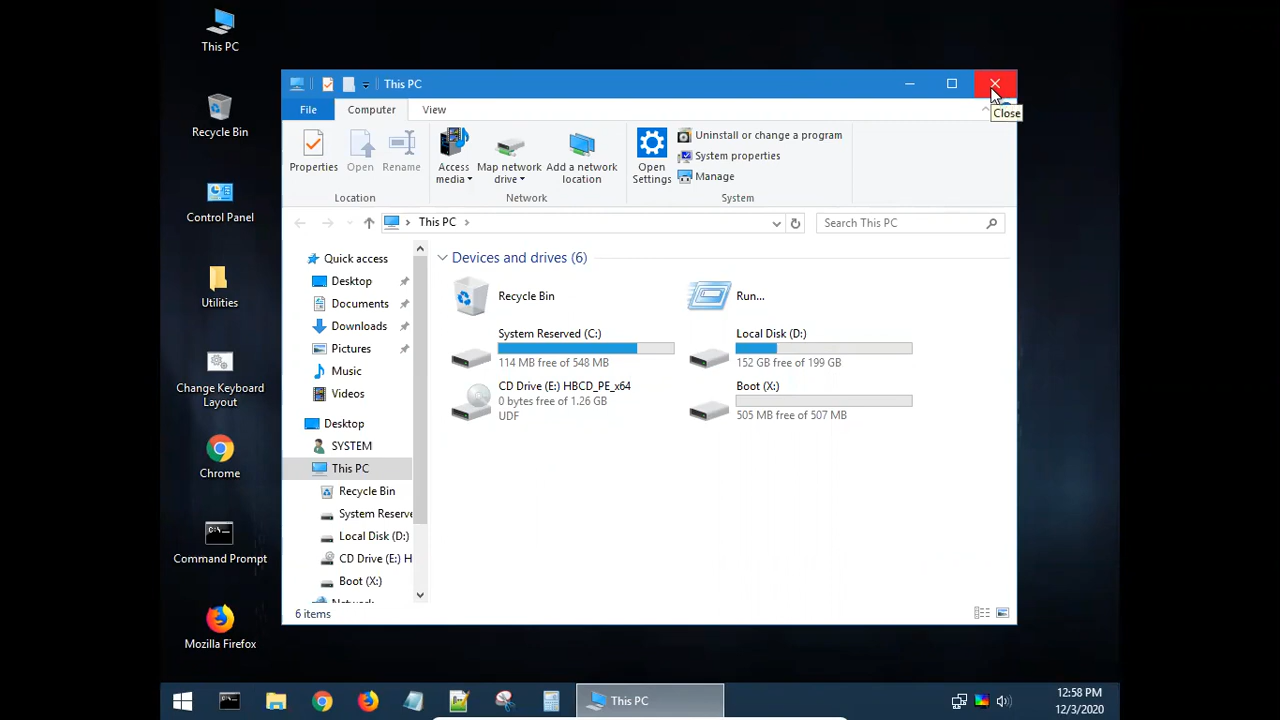 This PC
Recycle Bin
Control Panel
Utilities
Change Keyboard
Layout
Chrome
Command Prompt
Mozilla Firefox
This PC
Close
File
Computer
View
Properties
Open
Rename
Location
Access
media
Map network
drive
Add a network
location
Network
Open
Settings
Uninstall or change a program
System properties
Manage
System
This PC
Search This PC
Quick access
Desktop
Documents
Downloads
Pictures
Music
Videos
Desktop
SYSTEM
This PC
Recycle Bin
System Reserve
Local Disk (D:)
CD Drive (E:) H
Boot (X:)
Network
Devices and drives (6)
Recycle Bin
Run...
System Reserved (C:)
114 MB free of 548 MB
Local Disk (D:)
152 GB free of 199 GB
CD Drive (E:) HBCD_PE_x64
0 bytes free of 1.26 GB
UDF
Boot (X:)
505 MB free of 507 MB
6 items
This PC
12:58 PM
12/3/2020